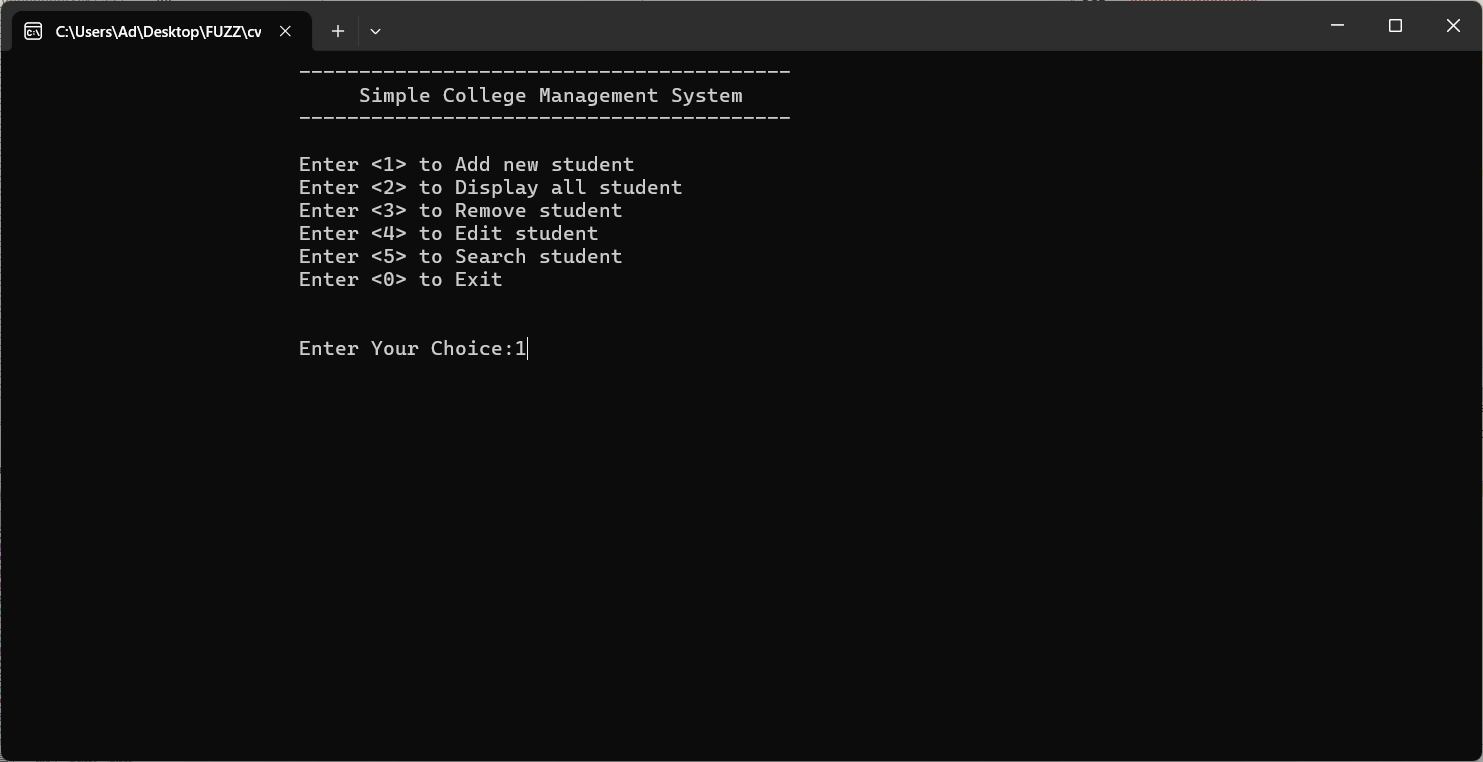 C:\Users\Ad\Desktop\FUZZ\cv
-----------------------------------------
Simple College Management System
-----------------------------------------
Enter <1> to Add new student
Enter <2> to Display all student
Enter <3> to Remove student
Enter <4> to Edit student
Enter <5> to Search student
Enter <0> to Exit
Enter Your Choice:1